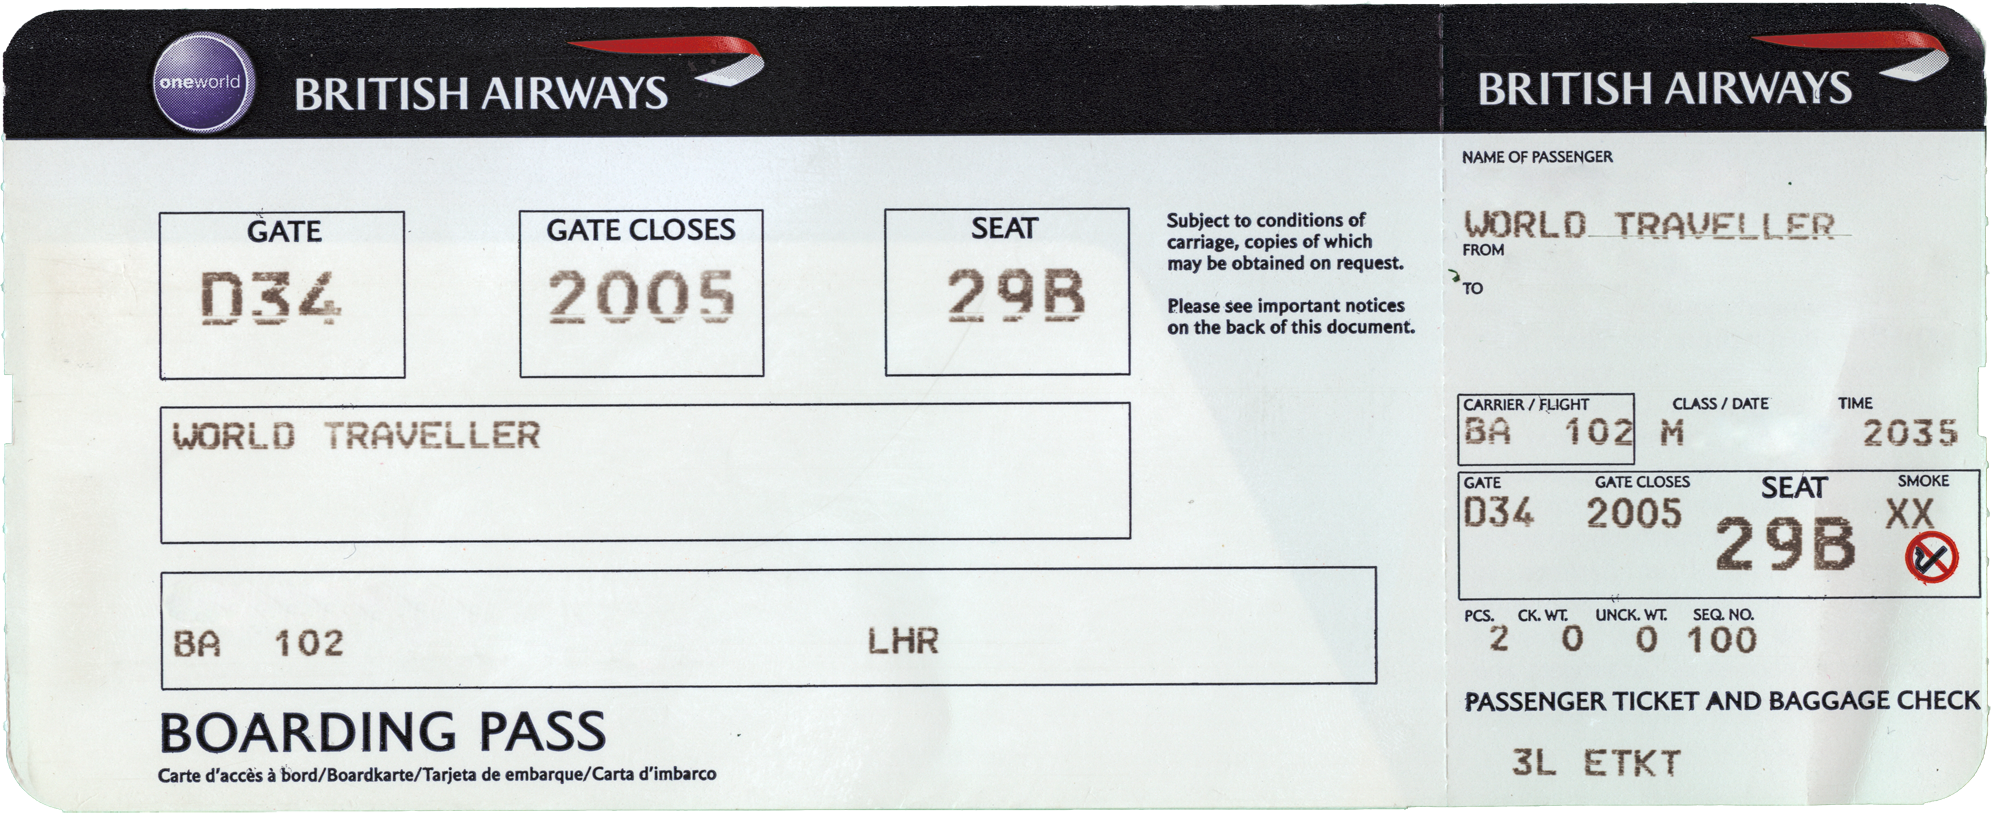 oneworld BRITISH AIRWAYS
GATE GATE CLOSES SEAT
D34 2005 29B
Subject to conditions of
carriage, copies of which
may be obtained on request.
Please see important notices
on the back of this document.
WORLD TRAVELLER
BA 102 LHR
BOARDING PASS
Carte d'accès à bord/Boardkarte/Tarjeta de embarque/Carta d'imbarco
BRITISH AIRWAYS
NAME OF PASSENGER
WORLD TRAVELLER
FROM
TO
CARRIER / FLIGHT CLASS / DATE TIME
BA 102 M 2035
GATE GATE CLOSES SEAT SMOKE
D34 2005 29B XX
PCS. CK. WT. UNCK. WT. SEQ. NO.
2 0 0 100
PASSENGER TICKET AND BAGGAGE CHECK
3L ETKT